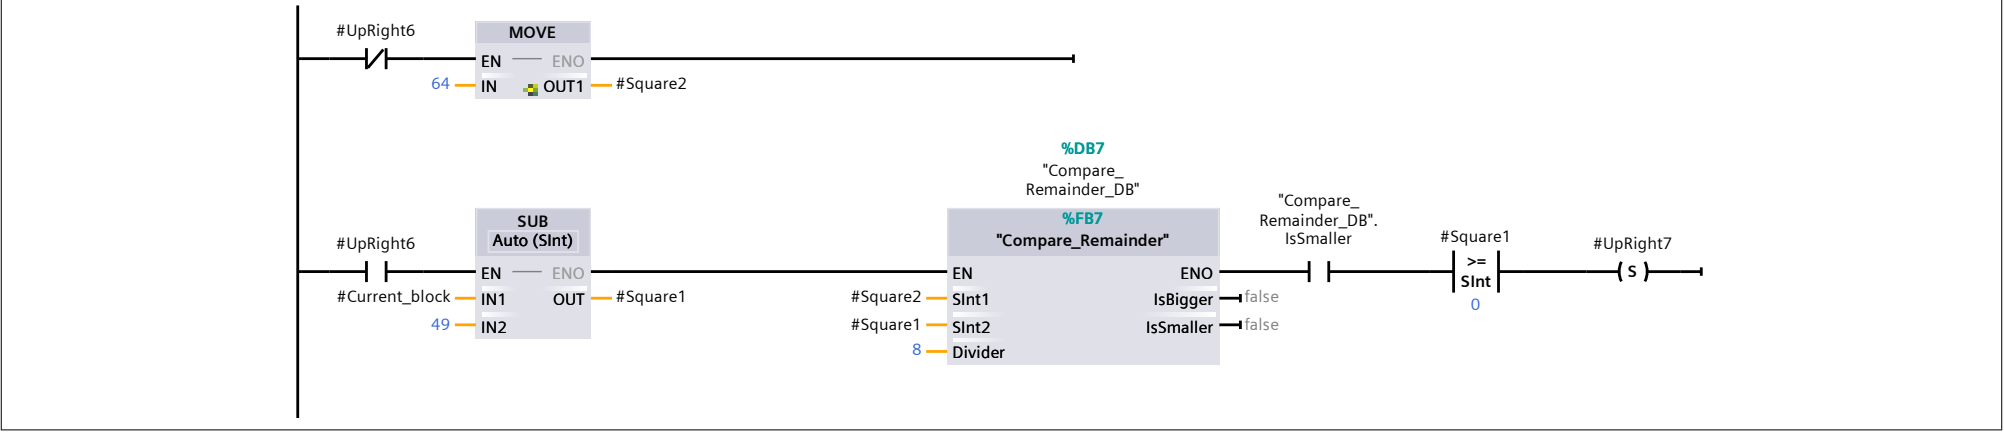 #UpRight6
MOVE
EN
ENO
64
IN
OUT1
#Square2
%DB7
"Compare_
Remainder_DB"
"Compare_
Remainder_DB".
IsSmaller
#UpRight6
SUB
Auto (SInt)
%FB7
"Compare_Remainder"
#Square1
>=
SInt
0
#UpRight7
( S )
EN
ENO
#Current_block
IN1
OUT
#Square1
49
IN2
EN
ENO
#Square2
SInt1
IsBigger
false
#Square1
SInt2
IsSmaller
false
8
Divider